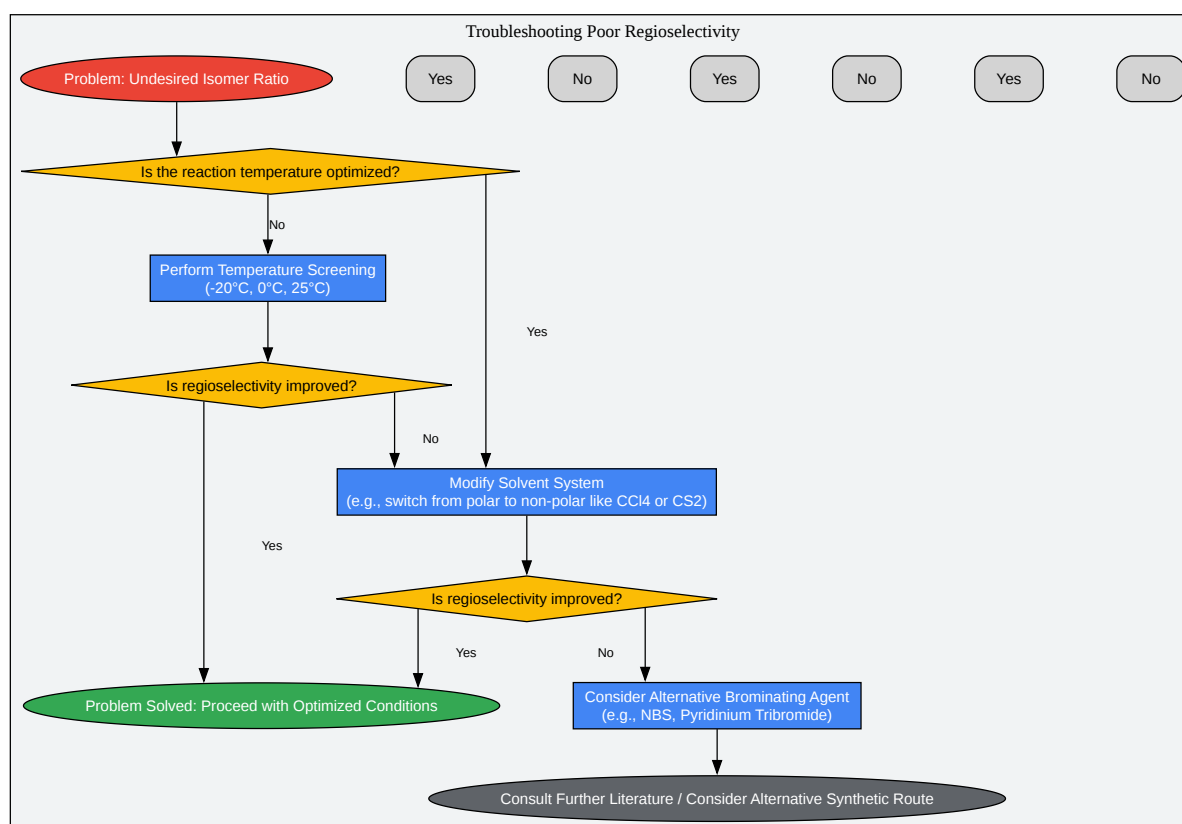 Troubleshooting Poor Regioselectivity
Problem: Undesired Isomer Ratio
Yes
No
Yes
No
Yes
No
Is the reaction temperature optimized?
No
Perform Temperature Screening
(-20°C, 0°C, 25°C)
Yes
Is regioselectivity improved?
No
Modify Solvent System
(e.g., switch from polar to non-polar like CCl4 or CS2)
Yes
Is regioselectivity improved?
Yes
No
Problem Solved: Proceed with Optimized Conditions
Consider Alternative Brominating Agent
(e.g., NBS, Pyridinium Tribromide)
Consult Further Literature / Consider Alternative Synthetic Route